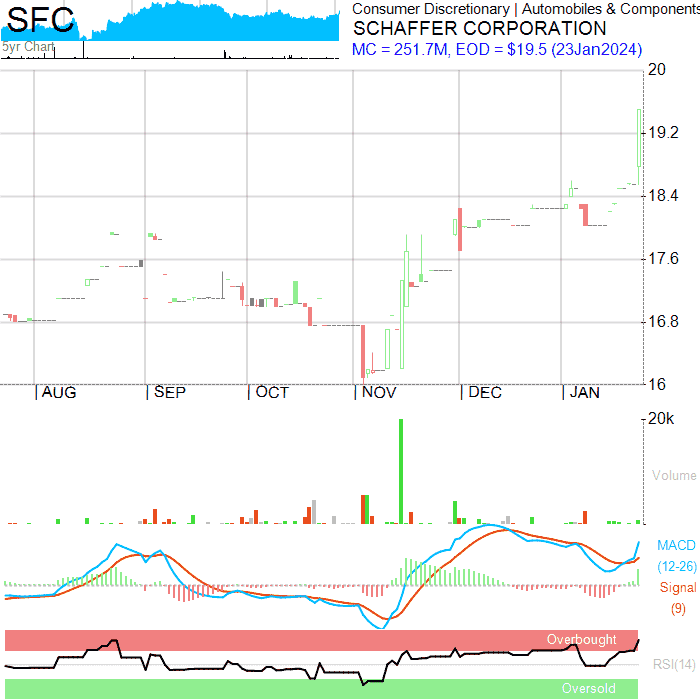 SFC
5yr Chart
Consumer Discretionary | Automobiles & Components
SCHAFFER CORPORATION
MC = 251.7M, EOD = $19.5 (23Jan2024)
20
19.2
18.4
17.6
16.8
16
|AUG |SEP |OCT |NOV |DEC |JAN
20k
Volume
MACD
(12-26)
Signal
(9)
Overbought
RSI(14)
Oversold